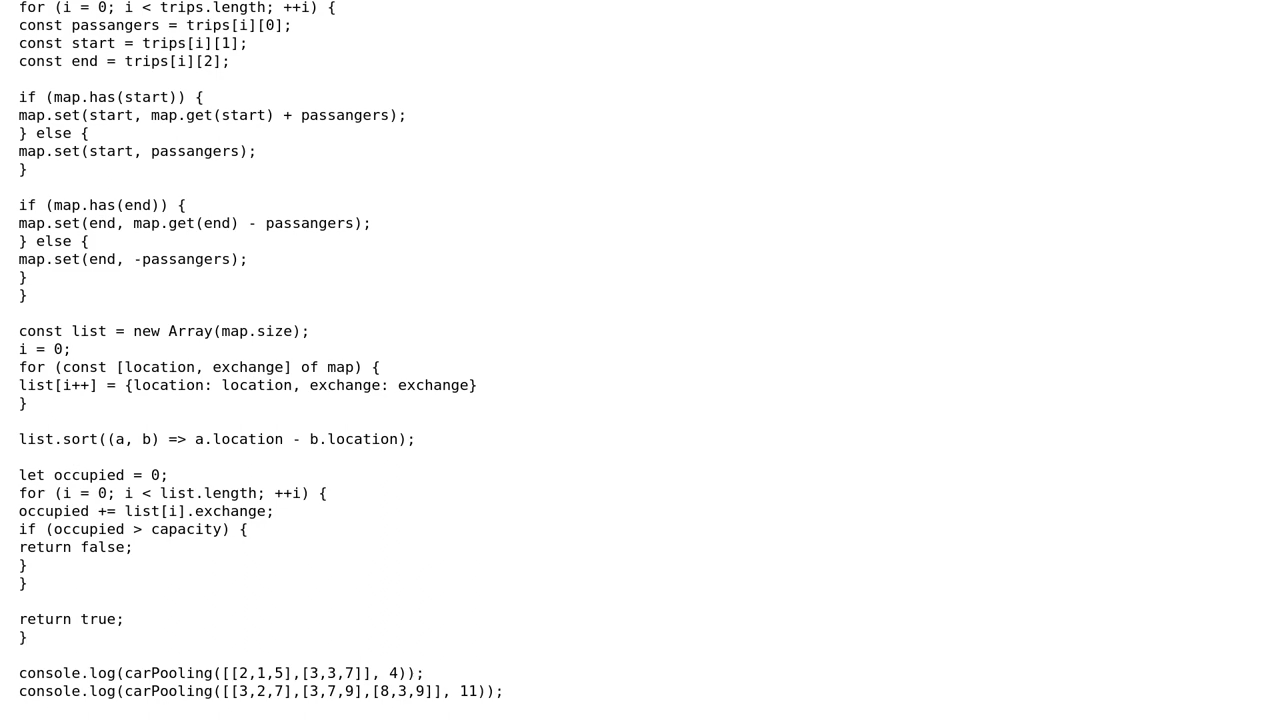 for (i = 0; i < trips.length; ++i) {
const passangers = trips[i][0];
const start = trips[i][1];
const end = trips[i][2];
if (map.has(start)) {
map.set(start, map.get(start) + passangers);
} else {
map.set(start, passangers);
}
if (map.has(end)) {
map.set(end, map.get(end) - passangers);
} else {
map.set(end, -passangers);
}
}
const list = new Array(map.size);
i = 0;
for (const [location, exchange] of map) {
list[i++] = {location: location, exchange: exchange}
}
list.sort((a, b) => a.location - b.location);
let occupied = 0;
for (i = 0; i < list.length; ++i) {
occupied += list[i].exchange;
if (occupied > capacity) {
return false;
}
}
return true;
}
console.log(carPooling([[2,1,5],[3,3,7]], 4));
console.log(carPooling([[3,2,7],[3,7,9],[8,3,9]], 11));